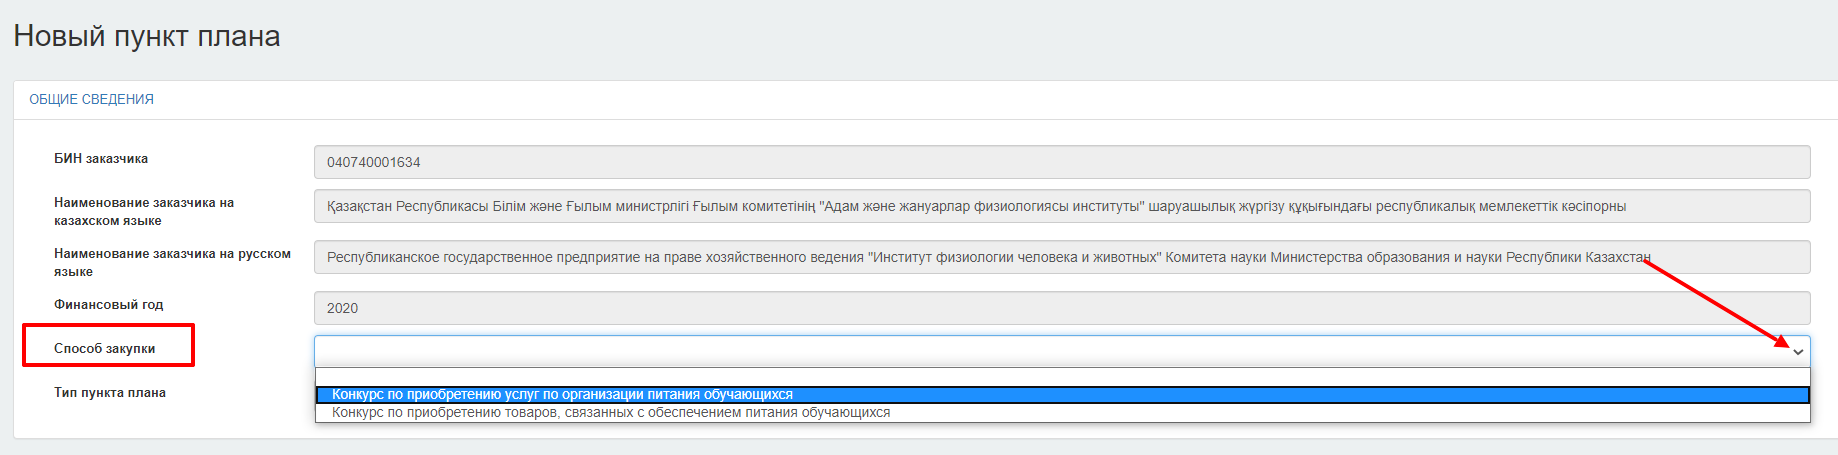 Новый пункт плана
ОБЩИЕ СВЕДЕНИЯ
БИН заказчика
040740001634
Наименование заказчика на
казахском языке
Қазақстан Республикасы Білім және Ғылым министрлігі Ғылым комитетінің "Адам және жануарлар физиологиясы институты" шаруашылық жүргізу құқығындағы республикалық мемлекеттік кәсіпорны
Наименование заказчика на русском
языке
Республиканское государственное предприятие на праве хозяйственного ведения "Институт физиологии человека и животных" Комитета науки Министерства образования и науки Республики Казахстан
Финансовый год
2020
Способ закупки
Тип пункта плана
Конкурс по приобретению услуг по организации питания обучающихся
Конкурс по приобретению товаров, связанных с обеспечением питания обучающихся